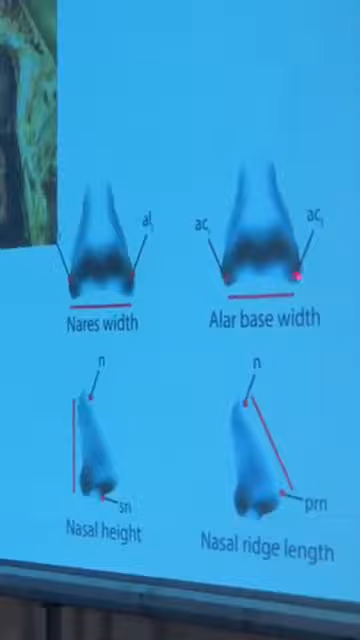 al
ac
ac
Nares width
Alar base width
n
n
sn
prn
Nasal height
Nasal ridge length